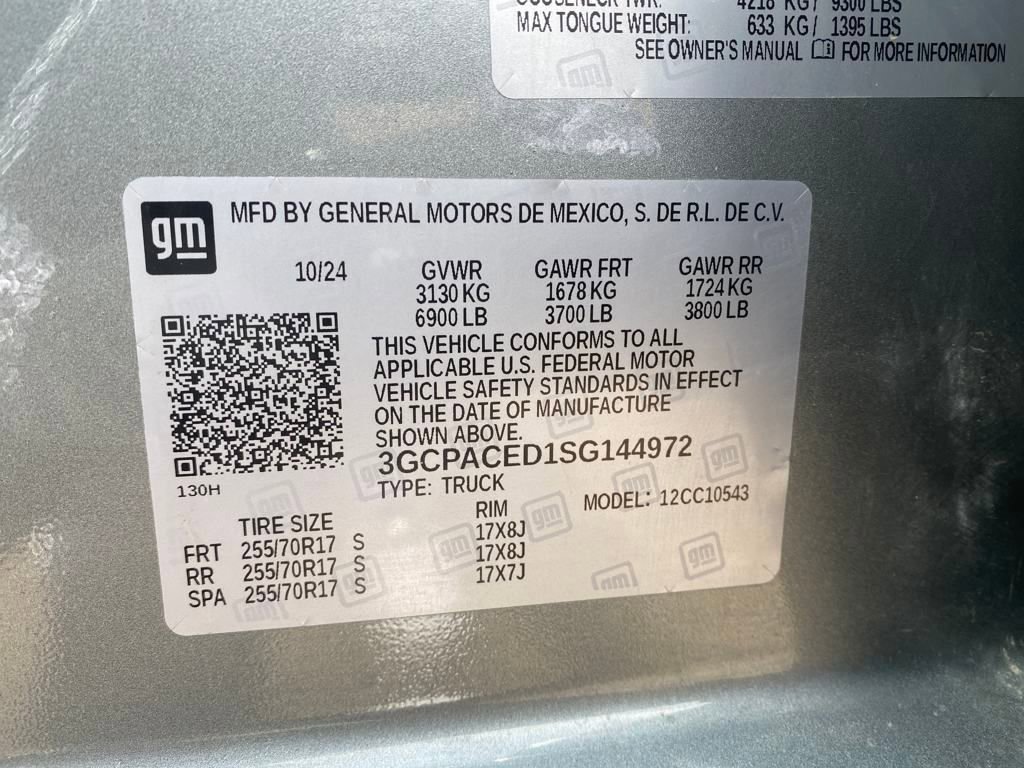 GOOSENECK TWR: 4218 KG/ 9300 LBS
MAX TONGUE WEIGHT: 633 KG/ 1395 LBS
SEE OWNER'S MANUAL FOR MORE INFORMATION
gm
MFD BY GENERAL MOTORS DE MEXICO, S. DE R.L. DE C.V.
10/24 GVWR GAWR FRT GAWR RR
3130 KG 1678 KG 1724 KG
6900 LB 3700 LB 3800 LB
THIS VEHICLE CONFORMS TO ALL
APPLICABLE U.S. FEDERAL MOTOR
VEHICLE SAFETY STANDARDS IN EFFECT
ON THE DATE OF MANUFACTURE
SHOWN ABOVE.
3GCPACED1SG144972
130H
TYPE: TRUCK MODEL: 12CC10543
TIRE SIZE RIM
FRT 255/70R17 S 17X8J
RR 255/70R17 S 17X8J
SPA 255/70R17 S 17X7J